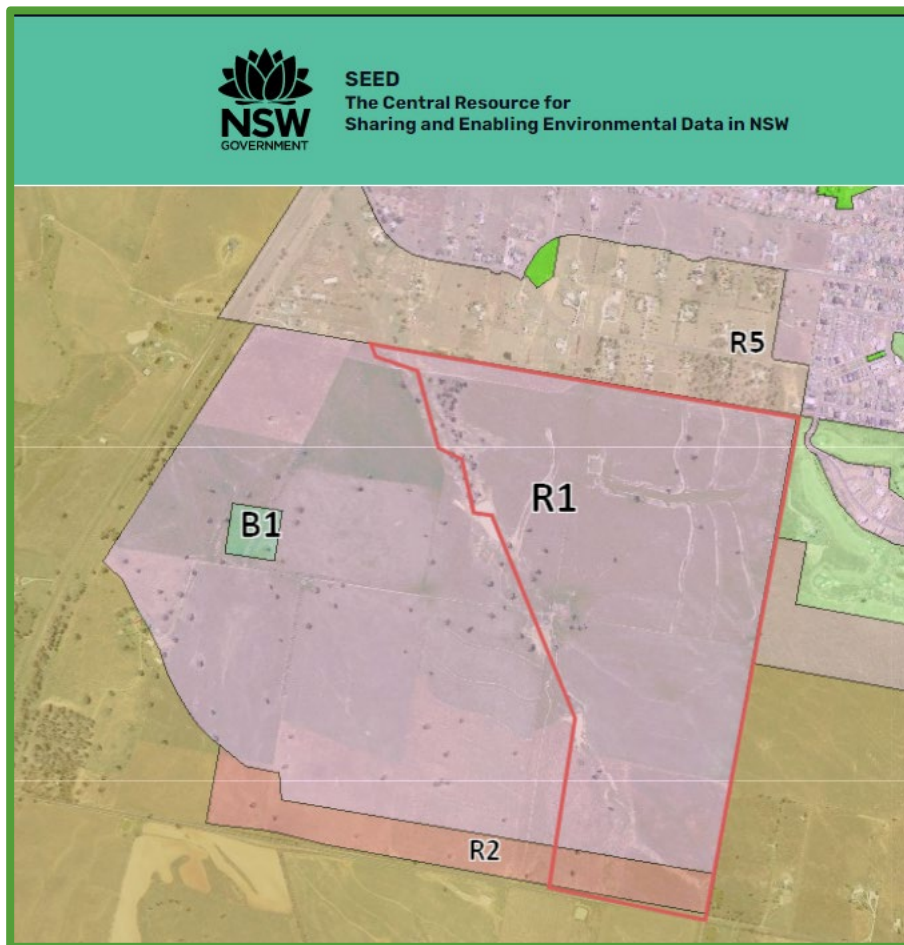 SEED
The Central Resource for
Sharing and Enabling Environmental Data in NSW
NSW
GOVERNMENT
R5
B1
R1
R2